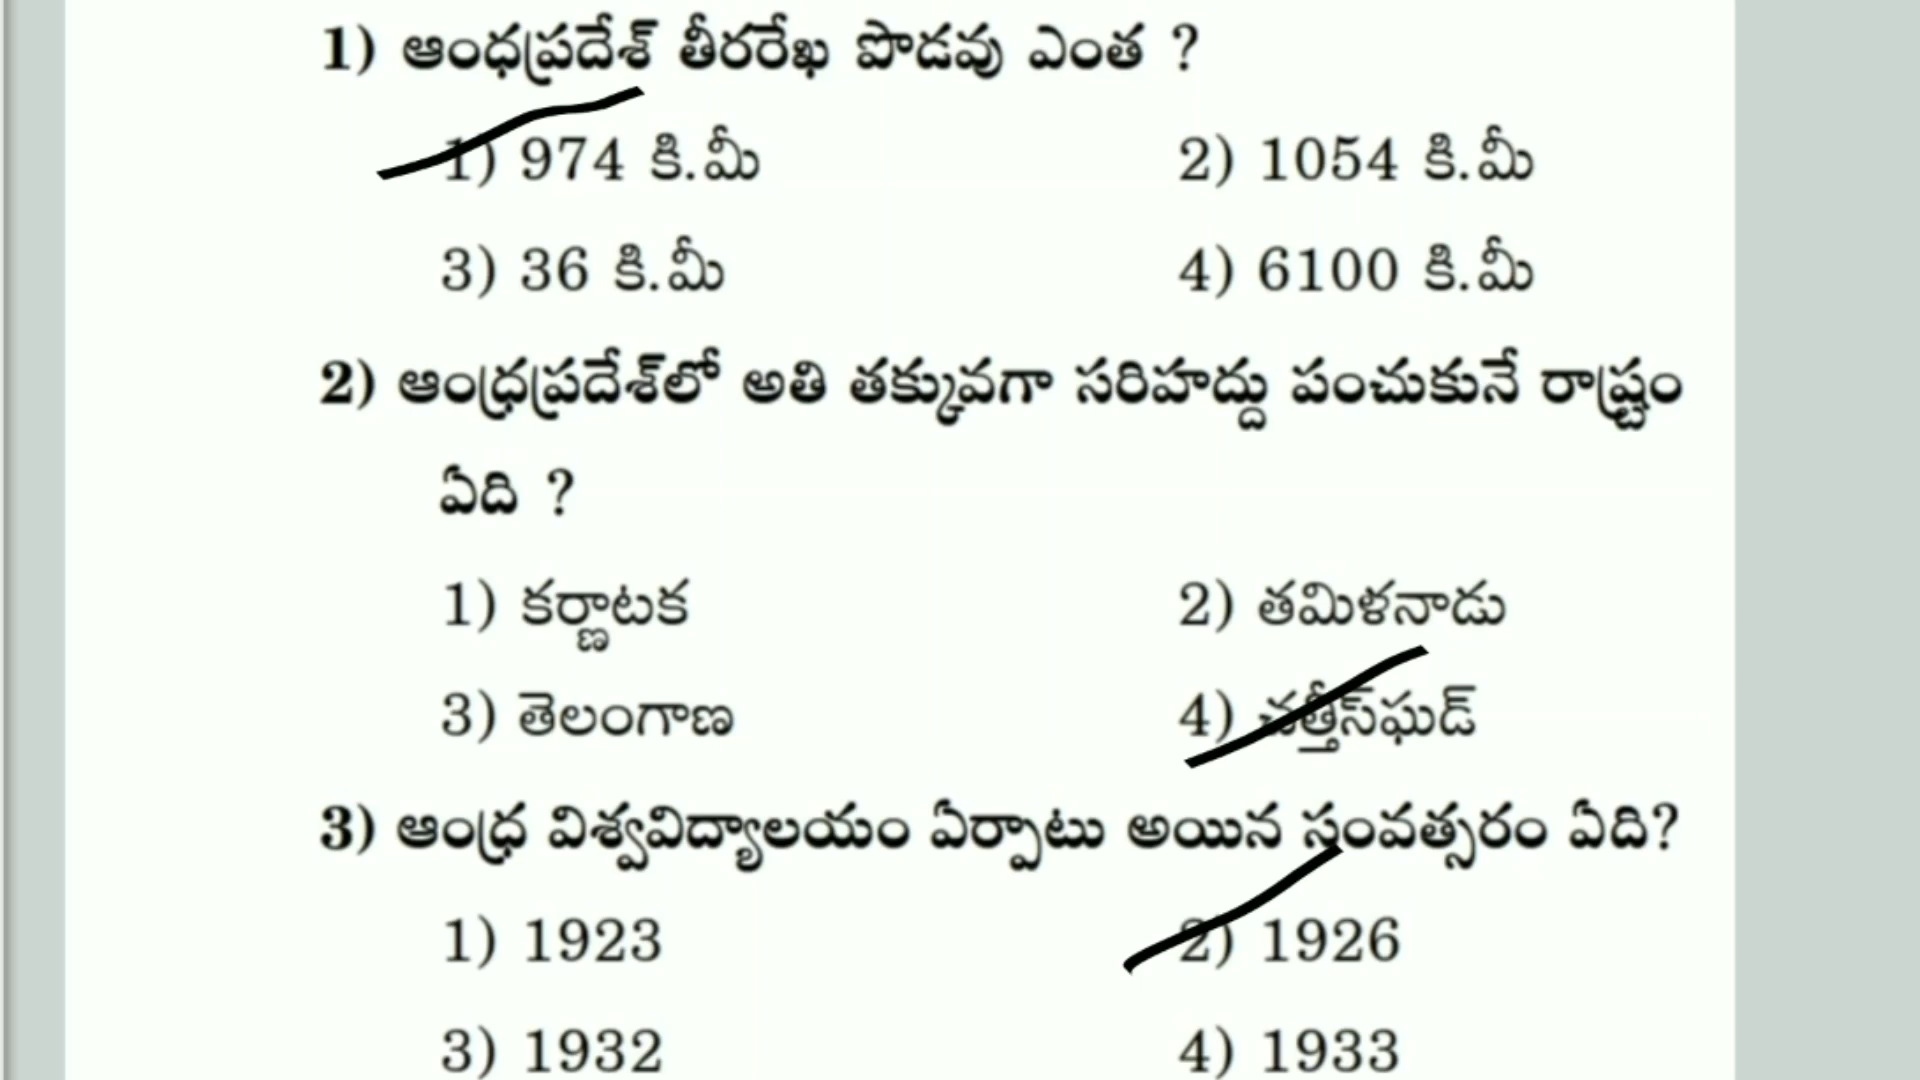 1) ఆంధప్రదేశ్ తీరరేఖ పొడవు ఎంత ?
1) 974 కి.మీ 2) 1054 కి.మీ
3) 36 కి.మీ 4) 6100 కి.మీ
2) ఆంధ్రప్రదేశ్‌లో అతి తక్కువగా సరిహద్దు పంచుకునే రాష్ట్రం
ఏది ?
1) కర్ణాటక 2) తమిళనాడు
3) తెలంగాణ 4) చత్తీస్‌ఘడ్
3) ఆంధ్ర విశ్వవిద్యాలయం ఏర్పాటు అయిన సంవత్సరం ఏది?
1) 1923 2) 1926
3) 1932 4) 1933